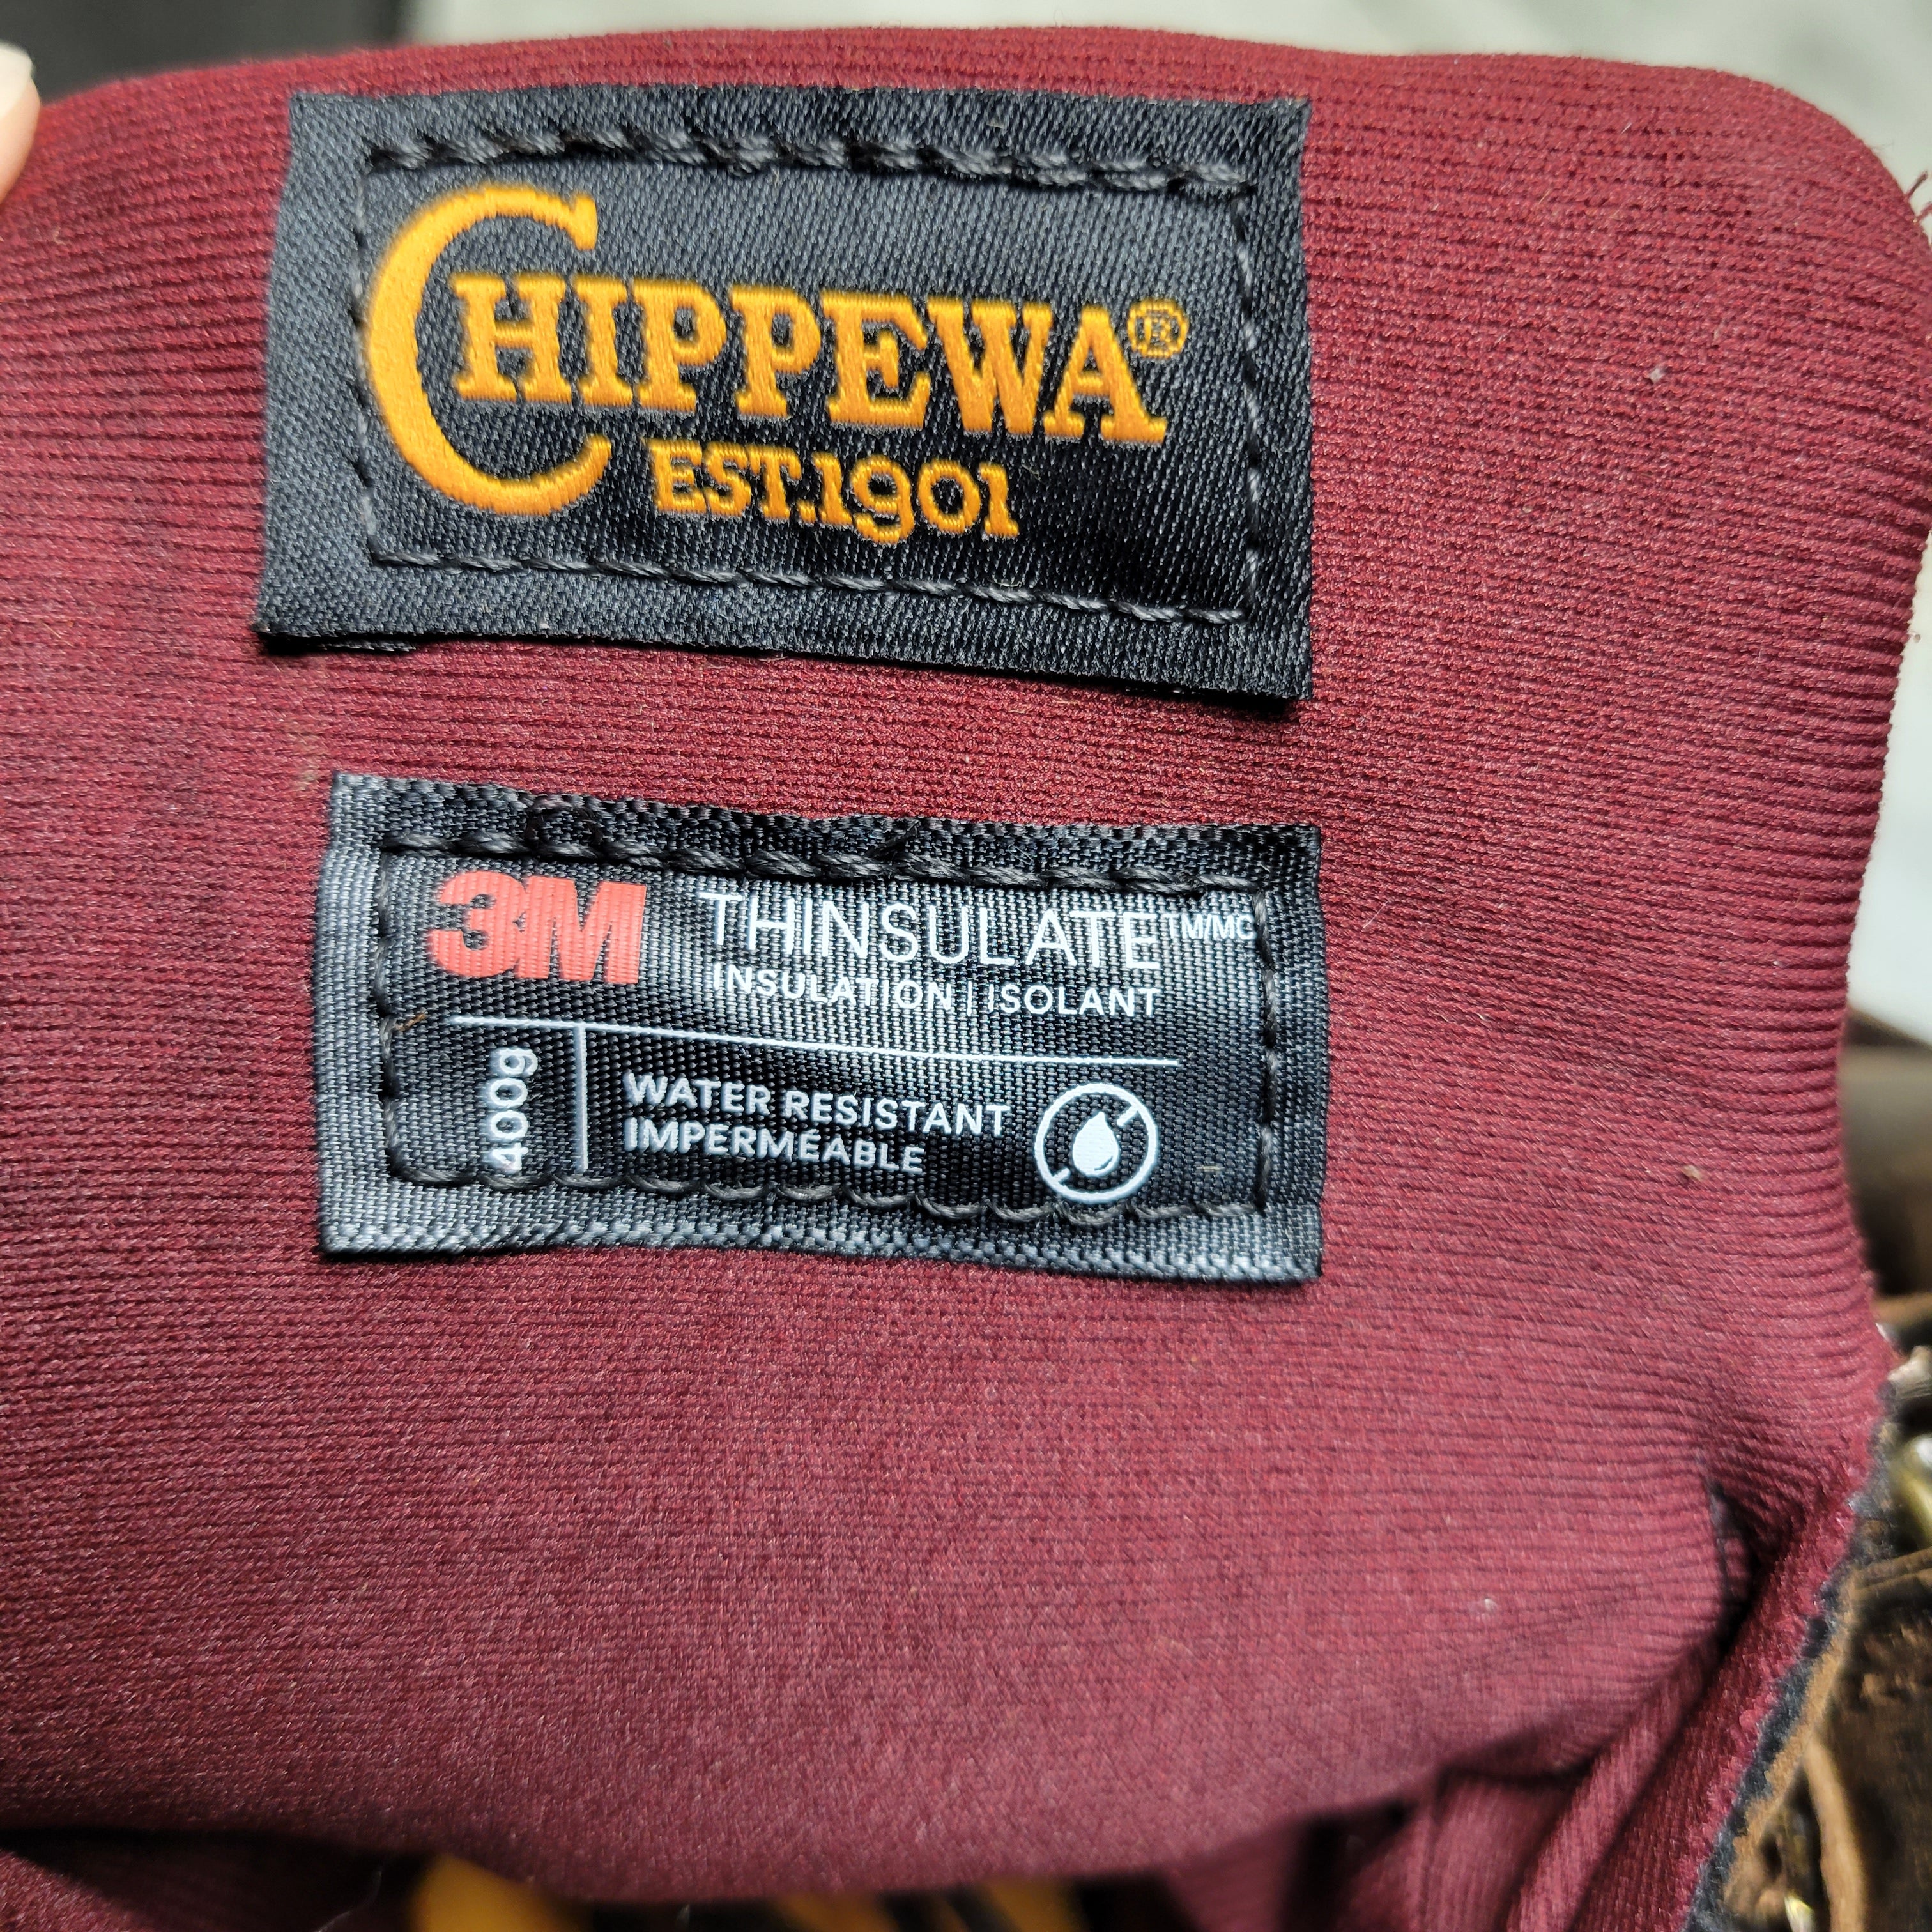 CHIPPEWA®
EST.1901
3M THINSULATE™/MC
INSULATION | ISOLANT
400g
WATER RESISTANT
IMPERMÉABLE